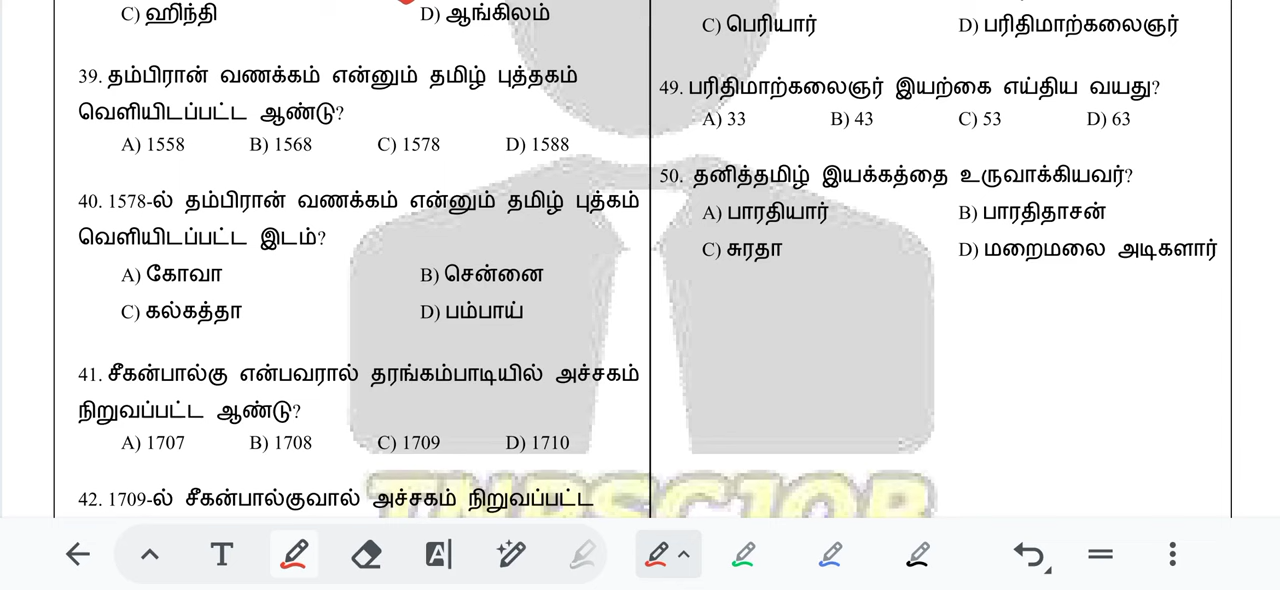 C) ஹிந்தி D) ஆங்கிலம்
39. தம்பிரான் வணக்கம் என்னும் தமிழ் புத்தகம்
வெளியிடப்பட்ட ஆண்டு?
A) 1558 B) 1568 C) 1578 D) 1588
40. 1578-ல் தம்பிரான் வணக்கம் என்னும் தமிழ் புத்கம்
வெளியிடப்பட்ட இடம்?
A) கோவா B) சென்னை
C) கல்கத்தா D) பம்பாய்
41. சீகன்பால்கு என்பவரால் தரங்கம்பாடியில் அச்சகம்
நிறுவப்பட்ட ஆண்டு?
A) 1707 B) 1708 C) 1709 D) 1710
42. 1709-ல் சீகன்பால்குவால் அச்சகம் நிறுவப்பட்ட
C) பெரியார் D) பரிதிமாற்கலைஞர்
49. பரிதிமாற்கலைஞர் இயற்கை எய்திய வயது?
A) 33 B) 43 C) 53 D) 63
50. தனித்தமிழ் இயக்கத்தை உருவாக்கியவர்?
A) பாரதியார் B) பாரதிதாசன்
C) சுரதா D) மறைமலை அடிகளார்
TNPSCJOB